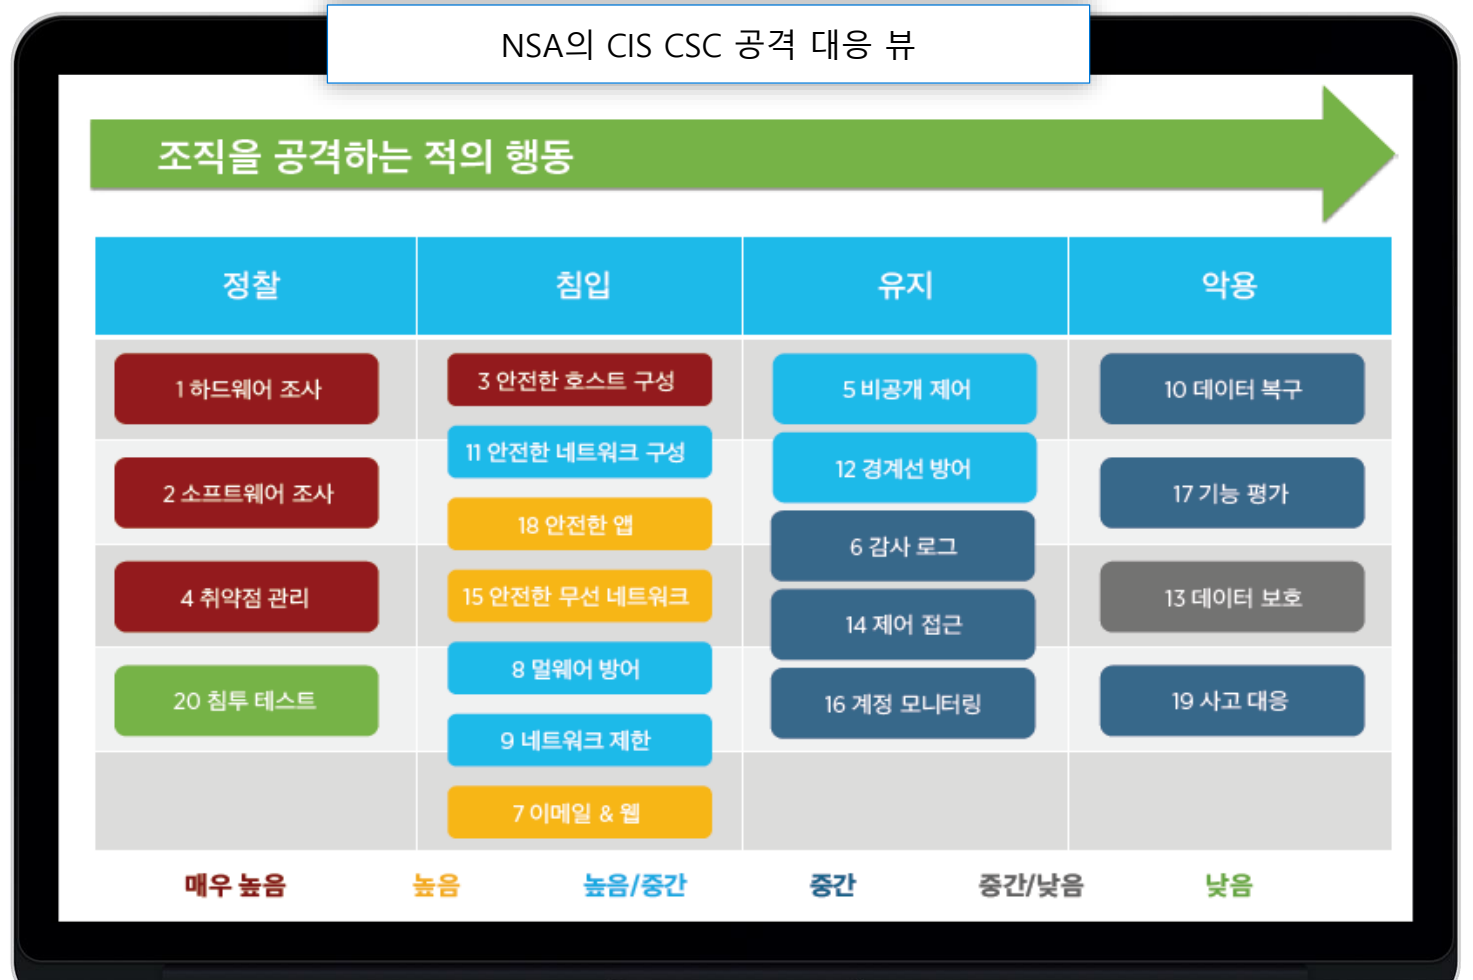 NSA의 CIS CSC 공격 대응 뷰
조직을 공격하는 적의 행동
정찰
침입
유지
악용
1 하드웨어 조사
2 소프트웨어 조사
4 취약점 관리
20 침투 테스트
3 안전한 호스트 구성
11 안전한 네트워크 구성
18 안전한 앱
15 안전한 무선 네트워크
8 멀웨어 방어
9 네트워크 제한
7 이메일 & 웹
5 비공개 제어
12 경계선 방어
6 감사 로그
14 제어 접근
16 계정 모니터링
10 데이터 복구
17 기능 평가
13 데이터 보호
19 사고 대응
매우 높음
높음
높음/중간
중간
중간/낮음
낮음